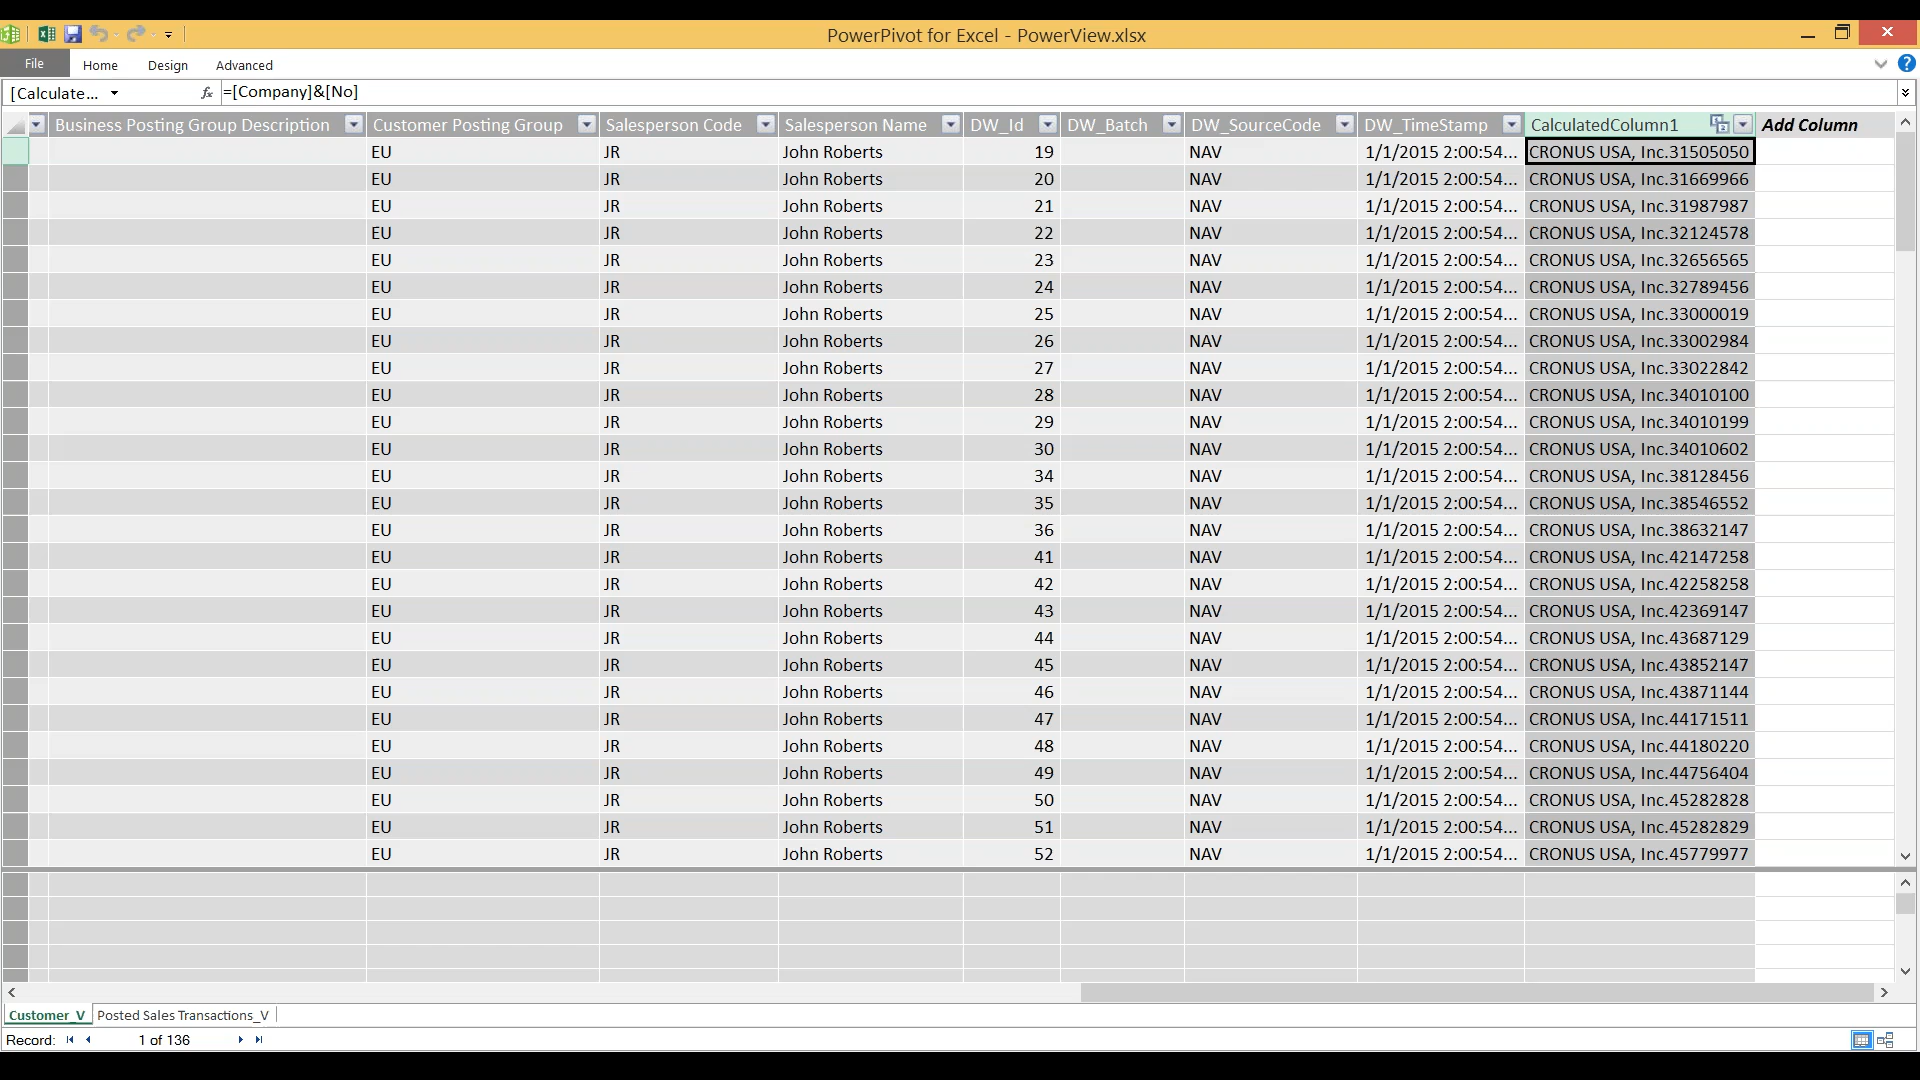 PowerPivot for Excel - PowerView.xlsx
File Home Design Advanced
[Calculate... fx =[Company]&[No]
Business Posting Group Description Customer Posting Group Salesperson Code Salesperson Name DW_Id DW_Batch DW_SourceCode DW_TimeStamp CalculatedColumn1 Add Column
EU JR John Roberts 19 NAV 1/1/2015 2:00:54... CRONUS USA, Inc.31505050
EU JR John Roberts 20 NAV 1/1/2015 2:00:54... CRONUS USA, Inc.31669966
EU JR John Roberts 21 NAV 1/1/2015 2:00:54... CRONUS USA, Inc.31987987
EU JR John Roberts 22 NAV 1/1/2015 2:00:54... CRONUS USA, Inc.32124578
EU JR John Roberts 23 NAV 1/1/2015 2:00:54... CRONUS USA, Inc.32656565
EU JR John Roberts 24 NAV 1/1/2015 2:00:54... CRONUS USA, Inc.32789456
EU JR John Roberts 25 NAV 1/1/2015 2:00:54... CRONUS USA, Inc.33000019
EU JR John Roberts 26 NAV 1/1/2015 2:00:54... CRONUS USA, Inc.33002984
EU JR John Roberts 27 NAV 1/1/2015 2:00:54... CRONUS USA, Inc.33022842
EU JR John Roberts 28 NAV 1/1/2015 2:00:54... CRONUS USA, Inc.34010100
EU JR John Roberts 29 NAV 1/1/2015 2:00:54... CRONUS USA, Inc.34010199
EU JR John Roberts 30 NAV 1/1/2015 2:00:54... CRONUS USA, Inc.34010602
EU JR John Roberts 34 NAV 1/1/2015 2:00:54... CRONUS USA, Inc.38128456
EU JR John Roberts 35 NAV 1/1/2015 2:00:54... CRONUS USA, Inc.38546552
EU JR John Roberts 36 NAV 1/1/2015 2:00:54... CRONUS USA, Inc.38632147
EU JR John Roberts 41 NAV 1/1/2015 2:00:54... CRONUS USA, Inc.42147258
EU JR John Roberts 42 NAV 1/1/2015 2:00:54... CRONUS USA, Inc.42258258
EU JR John Roberts 43 NAV 1/1/2015 2:00:54... CRONUS USA, Inc.42369147
EU JR John Roberts 44 NAV 1/1/2015 2:00:54... CRONUS USA, Inc.43687129
EU JR John Roberts 45 NAV 1/1/2015 2:00:54... CRONUS USA, Inc.43852147
EU JR John Roberts 46 NAV 1/1/2015 2:00:54... CRONUS USA, Inc.43871144
EU JR John Roberts 47 NAV 1/1/2015 2:00:54... CRONUS USA, Inc.44171511
EU JR John Roberts 48 NAV 1/1/2015 2:00:54... CRONUS USA, Inc.44180220
EU JR John Roberts 49 NAV 1/1/2015 2:00:54... CRONUS USA, Inc.44756404
EU JR John Roberts 50 NAV 1/1/2015 2:00:54... CRONUS USA, Inc.45282828
EU JR John Roberts 51 NAV 1/1/2015 2:00:54... CRONUS USA, Inc.45282829
EU JR John Roberts 52 NAV 1/1/2015 2:00:54... CRONUS USA, Inc.45779977
Customer_V Posted Sales Transactions_V
Record: 1 of 136